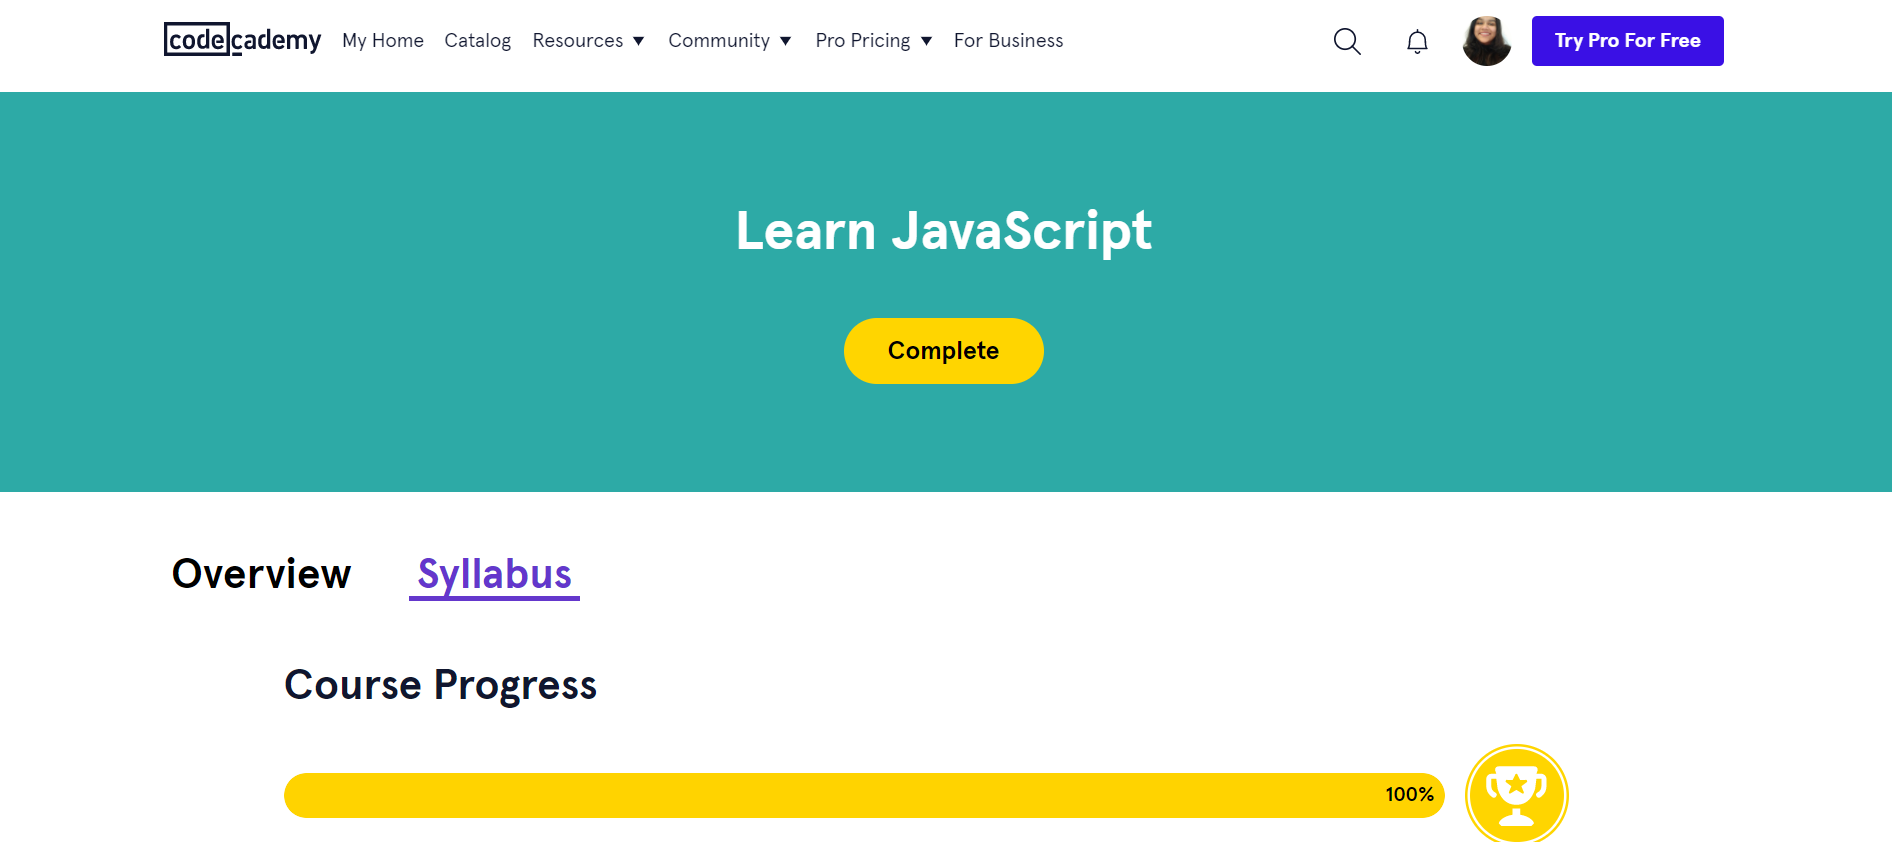 codecademy My Home Catalog Resources Community Pro Pricing For Business Try Pro For Free
Learn JavaScript
Complete
Overview Syllabus
Course Progress
100%